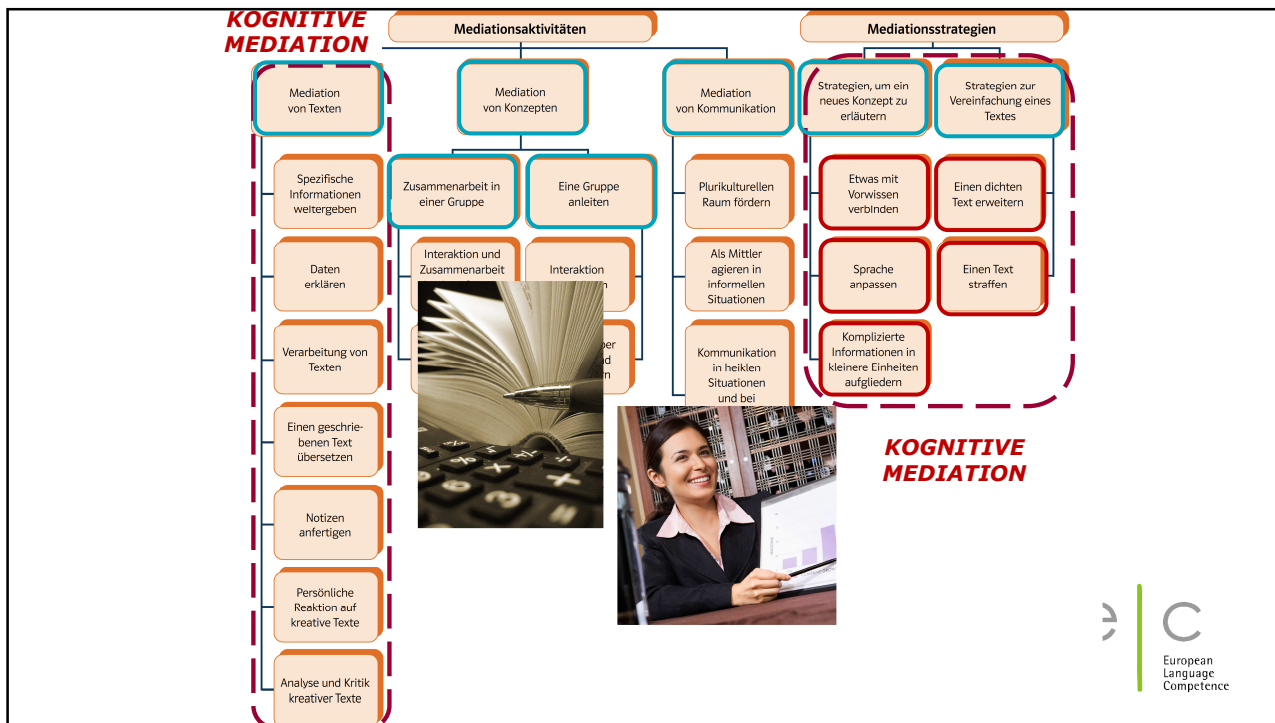 KOGNITIVE
MEDIATION
Mediationsaktivitäten
Mediationsstrategien
Mediation
von Texten
Mediation
von Konzepten
Mediation
von Kommunikation
Strategien, um ein
neues Konzept zu
erläutern
Strategien zur
Vereinfachung eines
Textes
Spezifische
Informationen
weitergeben
Zusammenarbeit in
einer Gruppe
Eine Gruppe
anleiten
Plurikulturellen
Raum fördern
Etwas mit
Vorwissen
verbinden
Einen dichten
Text erweitern
Daten
erklären
Interaktion und
Zusammenarbeit
Interaktion
Als Mittler
agieren in
informellen
Situationen
Sprache
anpassen
Einen Text
straffen
Verarbeitung von
Texten
Kommunikation
in heiklen
Situationen
und bei
Komplizierte
Informationen in
kleinere Einheiten
aufgliedern
Einen geschrie-
benen Text
übersetzen
KOGNITIVE
MEDIATION
Notizen
anfertigen
Persönliche
Reaktion auf
kreative Texte
Analyse und Kritik
kreativer Texte
e c
European
Language
Competence